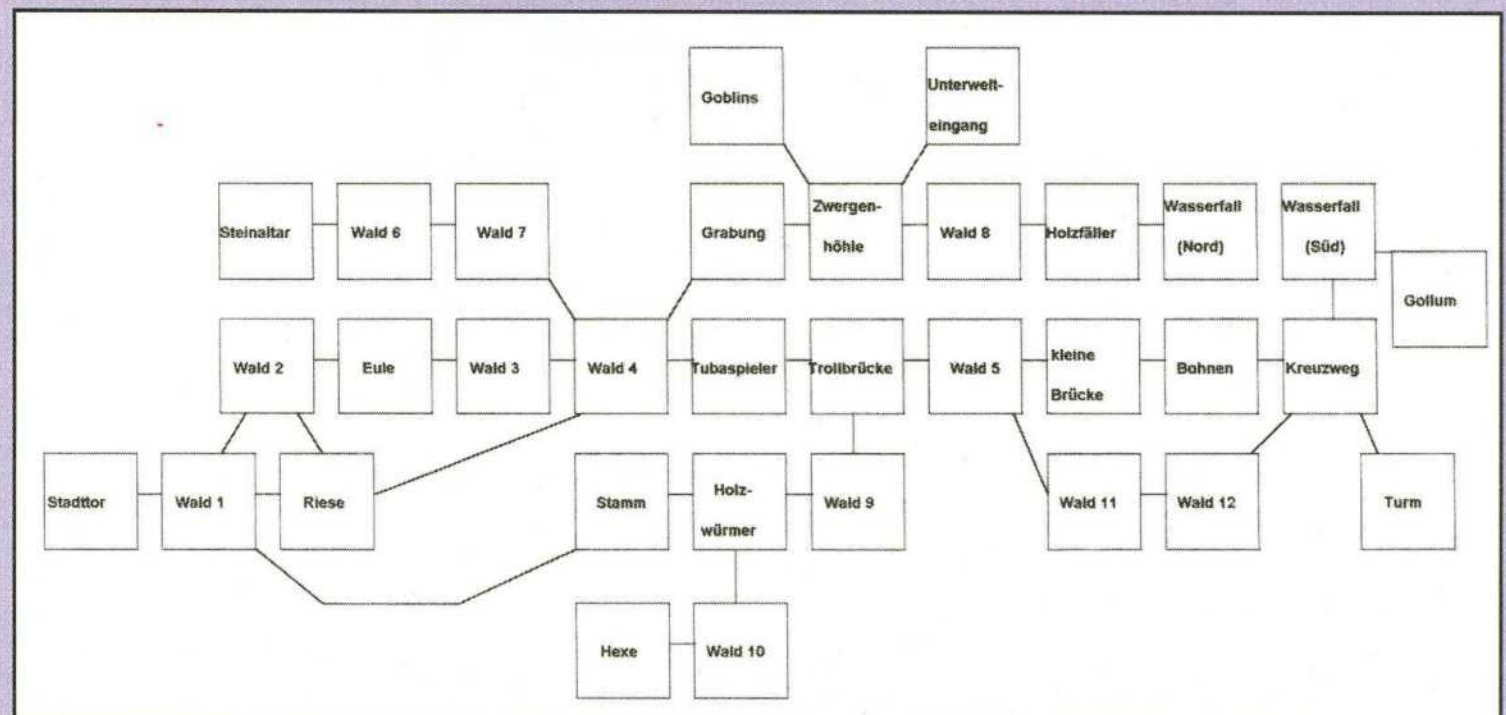 Goblins
Unterwelt-
eingang
Steinaltar
Wald 6
Wald 7
Grabung
Zwergen-
höhle
Wald 8
Holzfäller
Wasserfall
(Nord)
Wasserfall
(Süd)
Gollum
Wald 2
Eule
Wald 3
Wald 4
Tubaspieler
Trollbrücke
Wald 5
kleine
Brücke
Bohnen
Kreuzweg
Stadttor
Wald 1
Riese
Stamm
Holz-
würmer
Wald 9
Wald 11
Wald 12
Turm
Hexe
Wald 10